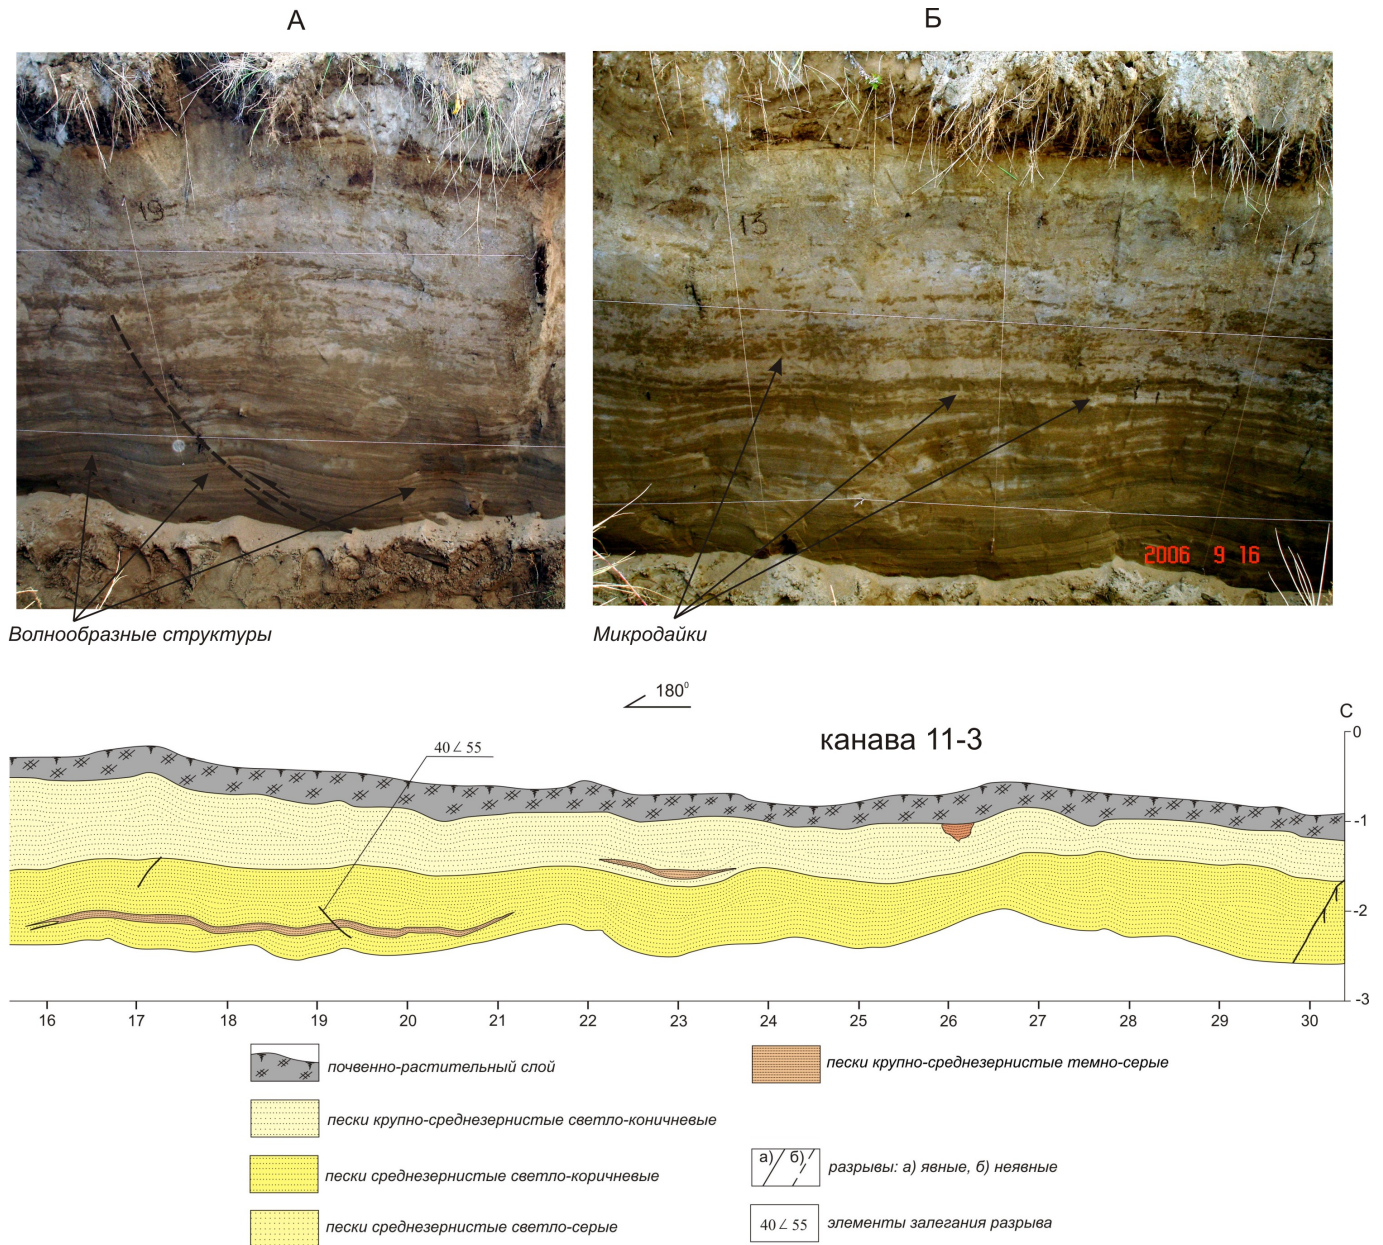 А
Б
19
13
15
2006 9 16
Волнообразные структуры
Микродайки
180⁰
С
канава 11-3
40∠55
0
-1
-2
-3
16 17 18 19 20 21 22 23 24 25 26 27 28 29 30
почвенно-растительный слой
пески крупно-среднезернистые темно-серые
пески крупно-среднезернистые светло-коничневые
пески среднезернистые светло-коричневые
а) б) разрывы: а) явные, б) неявные
пески среднезернистые светло-серые
40∠55 элементы залегания разрыва